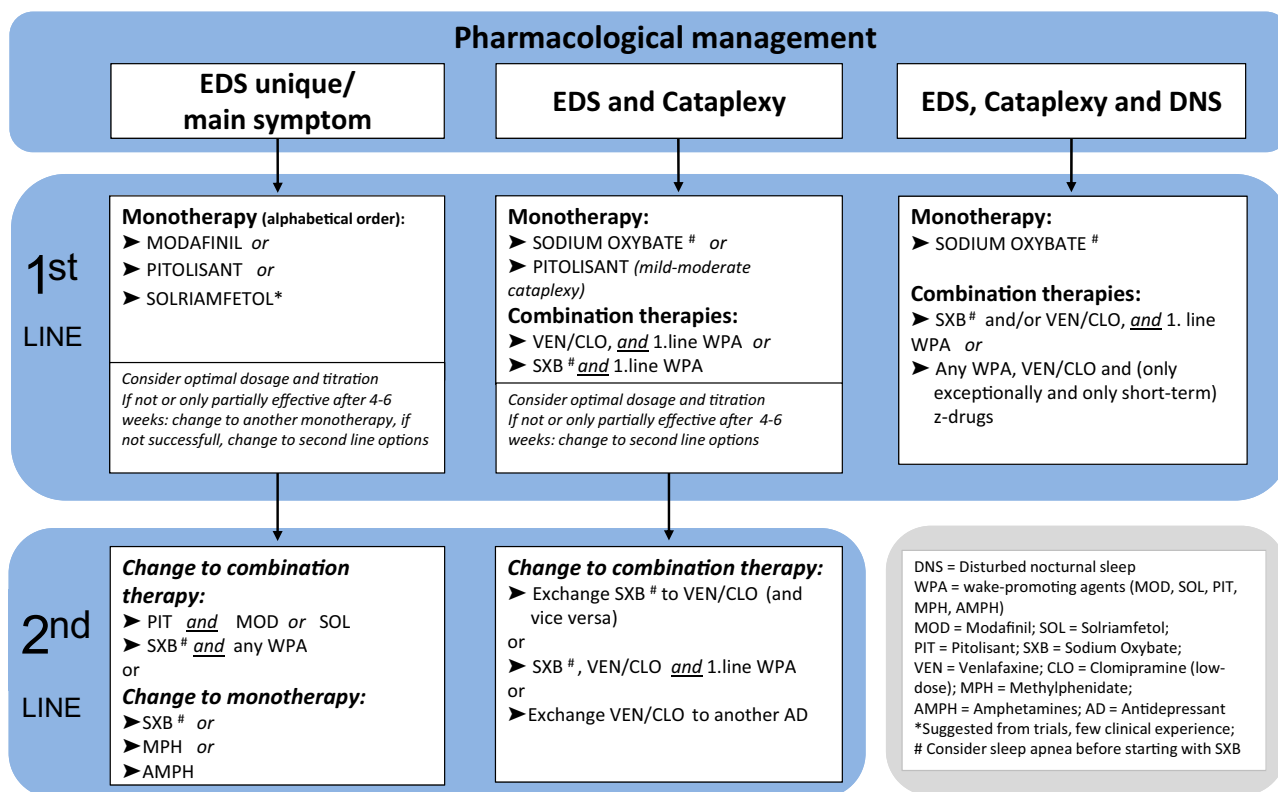 Pharmacological management
EDS unique/
main symptom
EDS and Cataplexy
EDS, Cataplexy and DNS
1st
LINE
Monotherapy (alphabetical order):
➤ MODAFINIL or
➤ PITOLISANT or
➤ SOLRIAMFETOL*
Consider optimal dosage and titration
If not or only partially effective after 4-6
weeks: change to another monotherapy, if
not successfull, change to second line options
Monotherapy:
➤ SODIUM OXYBATE # or
➤ PITOLISANT (mild-moderate
cataplexy)
Combination therapies:
➤ VEN/CLO, and 1.line WPA or
➤ SXB # and 1.line WPA
Consider optimal dosage and titration
If not or only partially effective after 4-6
weeks: change to second line options
Monotherapy:
➤ SODIUM OXYBATE #
Combination therapies:
➤ SXB # and/or VEN/CLO, and 1. line
WPA or
➤ Any WPA, VEN/CLO and (only
exceptionally and only short-term)
z-drugs
2nd
LINE
Change to combination
therapy:
➤ PIT and MOD or SOL
➤ SXB # and any WPA
or
Change to monotherapy:
➤SXB # or
➤MPH or
➤AMPH
Change to combination therapy:
➤ Exchange SXB # to VEN/CLO (and
vice versa)
or
➤ SXB #, VEN/CLO and 1.line WPA
or
➤Exchange VEN/CLO to another AD
DNS = Disturbed nocturnal sleep
WPA = wake-promoting agents (MOD, SOL, PIT,
MPH, AMPH)
MOD = Modafinil; SOL = Solriamfetol;
PIT = Pitolisant; SXB = Sodium Oxybate;
VEN = Venlafaxine; CLO = Clomipramine (low-
dose); MPH = Methylphenidate;
AMPH = Amphetamines; AD = Antidepressant
*Suggested from trials, few clinical experience;
# Consider sleep apnea before starting with SXB